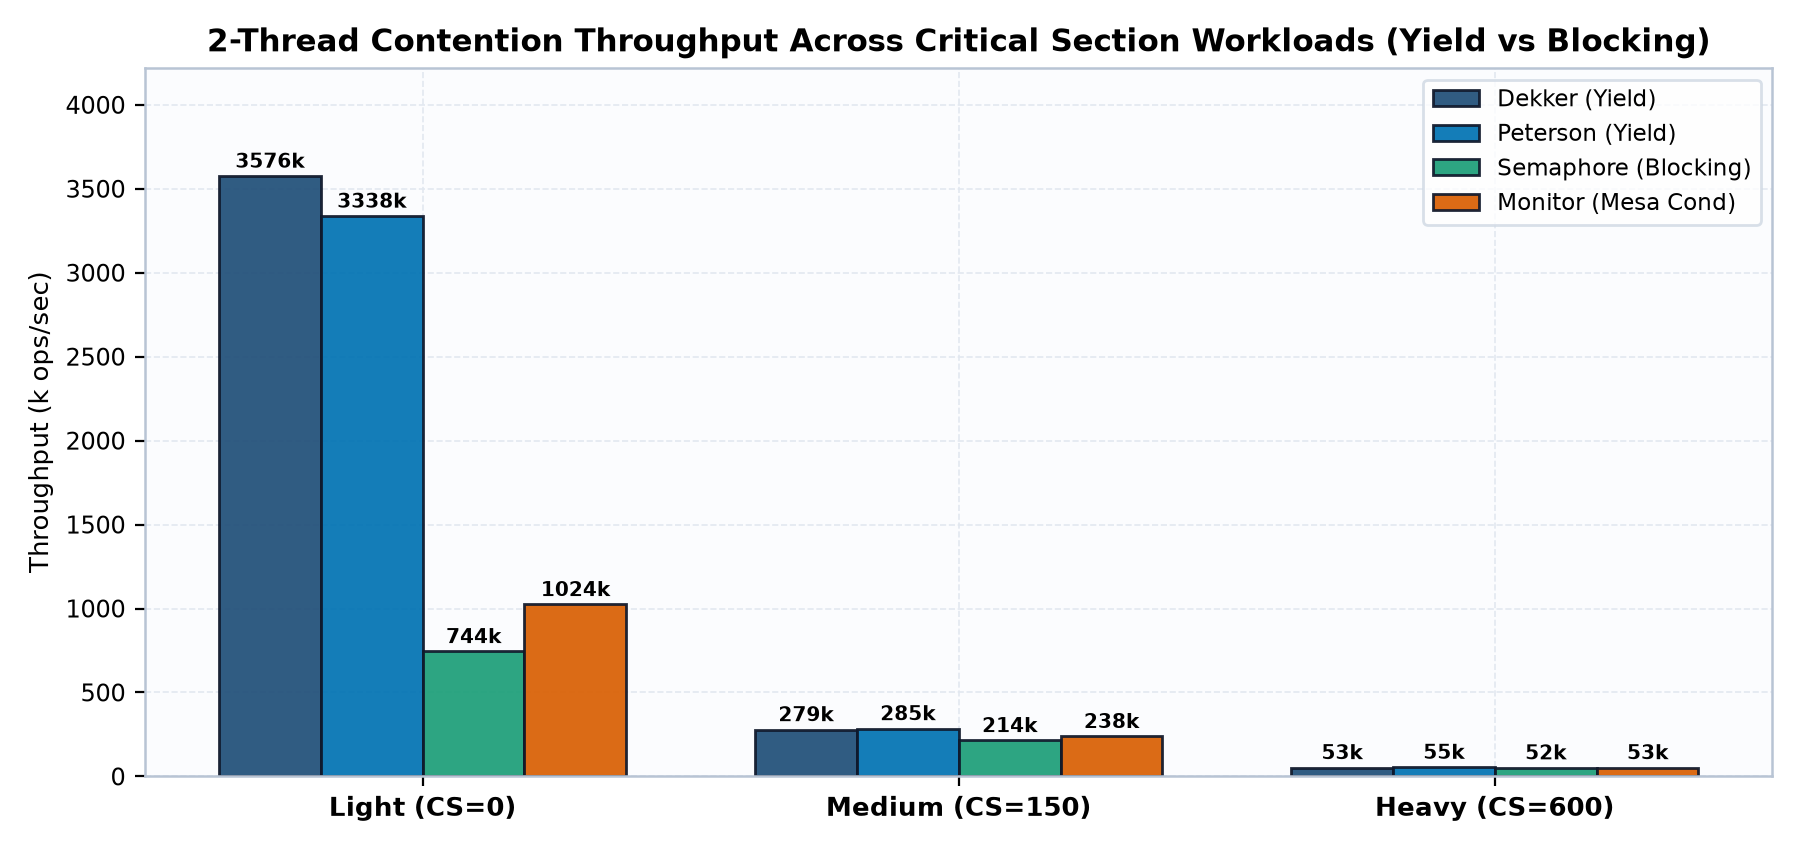 2-Thread Contention Throughput Across Critical Section Workloads (Yield vs Blocking)
Throughput (k ops/sec)
4000
3500
3000
2500
2000
1500
1000
500
0
Dekker (Yield)
Peterson (Yield)
Semaphore (Blocking)
Monitor (Mesa Cond)
3576k
3338k
744k
1024k
279k
285k
214k
238k
53k
55k
52k
53k
Light (CS=0)
Medium (CS=150)
Heavy (CS=600)